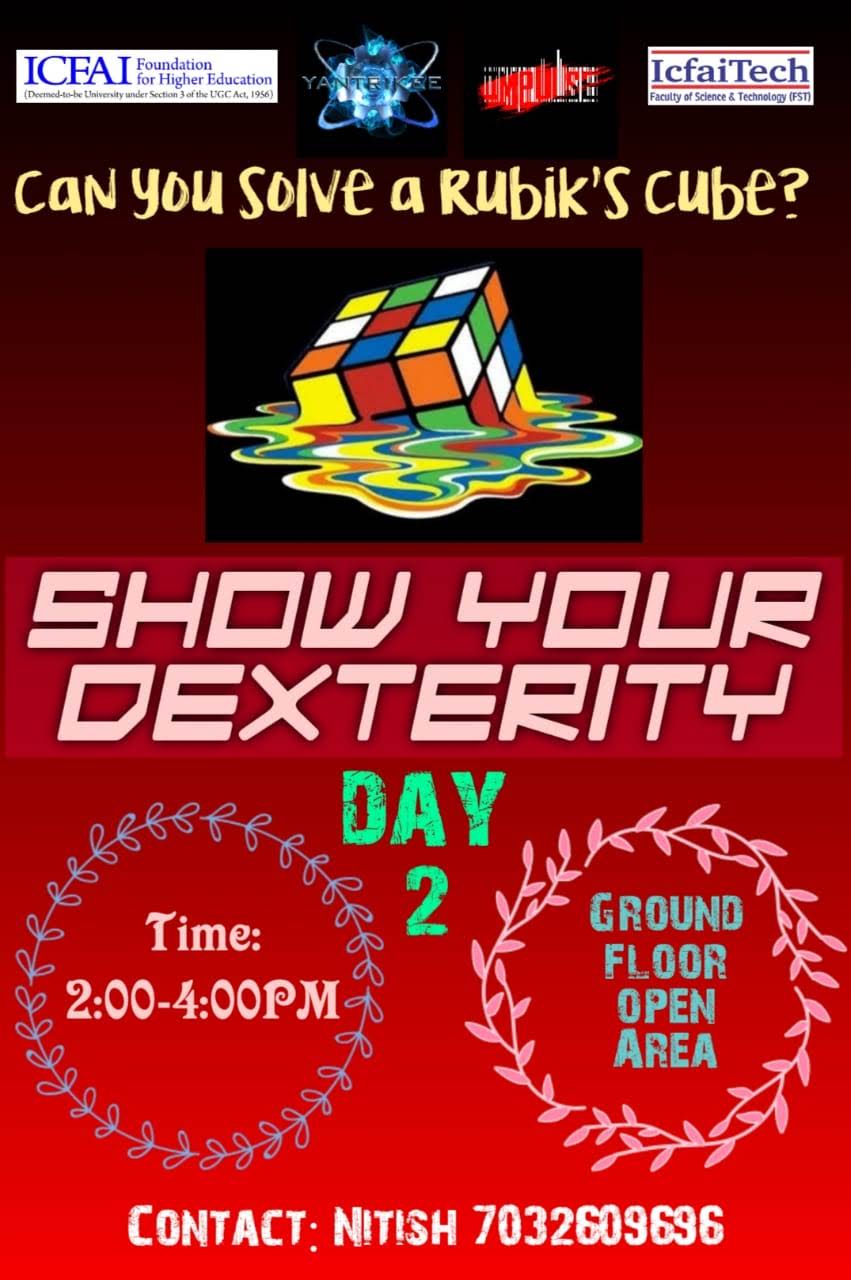 ICFAI Foundation
for Higher Education
(Deemed-to-be University under Section 3 of the UGC Act, 1956)
YANTRIKEE
IMPULSE
IcfaiTech
Faculty of Science & Technology (FST)
Can you Solve a Rubik's Cube?
SHOW YOUR
DEXTERITY
DAY
2
Time:
2:00-4:00PM
GROUND
FLOOR
OPEN
AREA
CONTACT: NITISH 7032609696